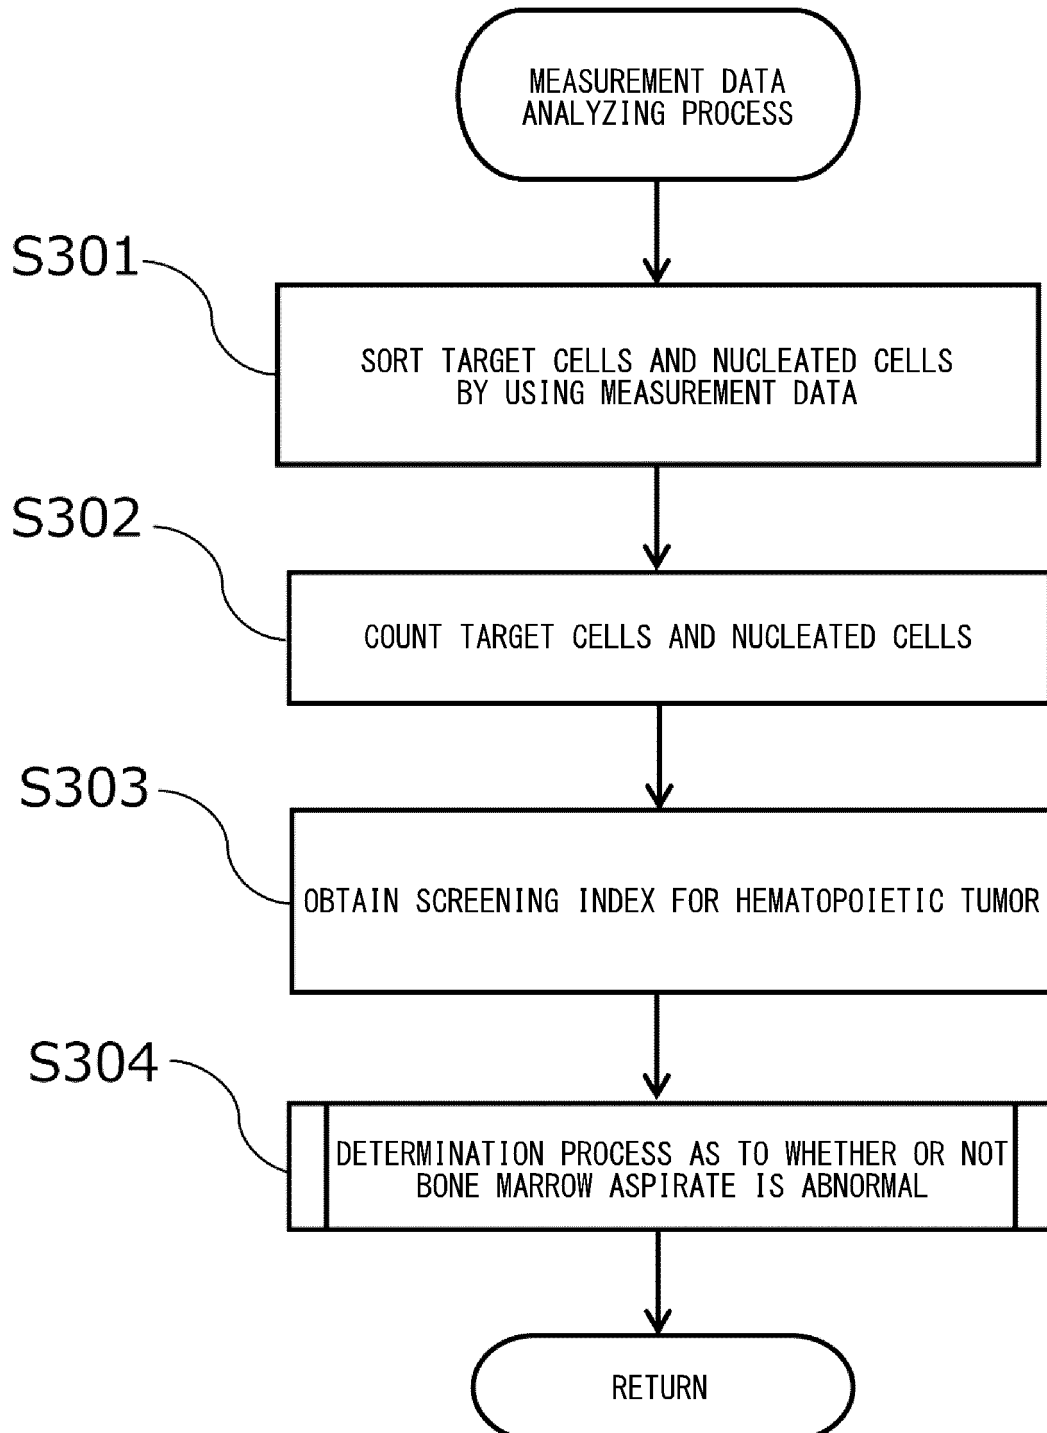 MEASUREMENT DATA
ANALYZING PROCESS
S301
SORT TARGET CELLS AND NUCLEATED CELLS
BY USING MEASUREMENT DATA
S302
COUNT TARGET CELLS AND NUCLEATED CELLS
S303
OBTAIN SCREENING INDEX FOR HEMATOPOIETIC TUMOR
S304
DETERMINATION PROCESS AS TO WHETHER OR NOT
BONE MARROW ASPIRATE IS ABNORMAL
RETURN